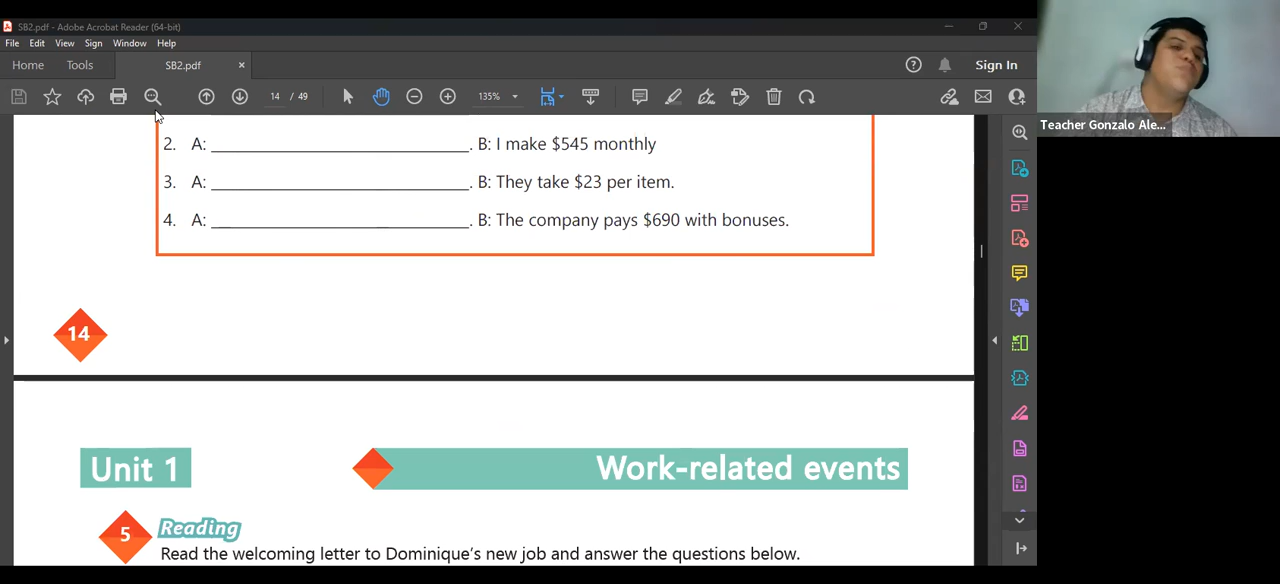 SB2.pdf - Adobe Acrobat Reader (64-bit)
File Edit View Sign Window Help
Home Tools SB2.pdf × Sign In
14 / 49 135%
Teacher Gonzalo Ale...
2. A: ______________________________. B: I make $545 monthly
3. A: ______________________________. B: They take $23 per item.
4. A: ______________________________. B: The company pays $690 with bonuses.
14
Unit 1 Work-related events
5 Reading
Read the welcoming letter to Dominique's new job and answer the questions below.